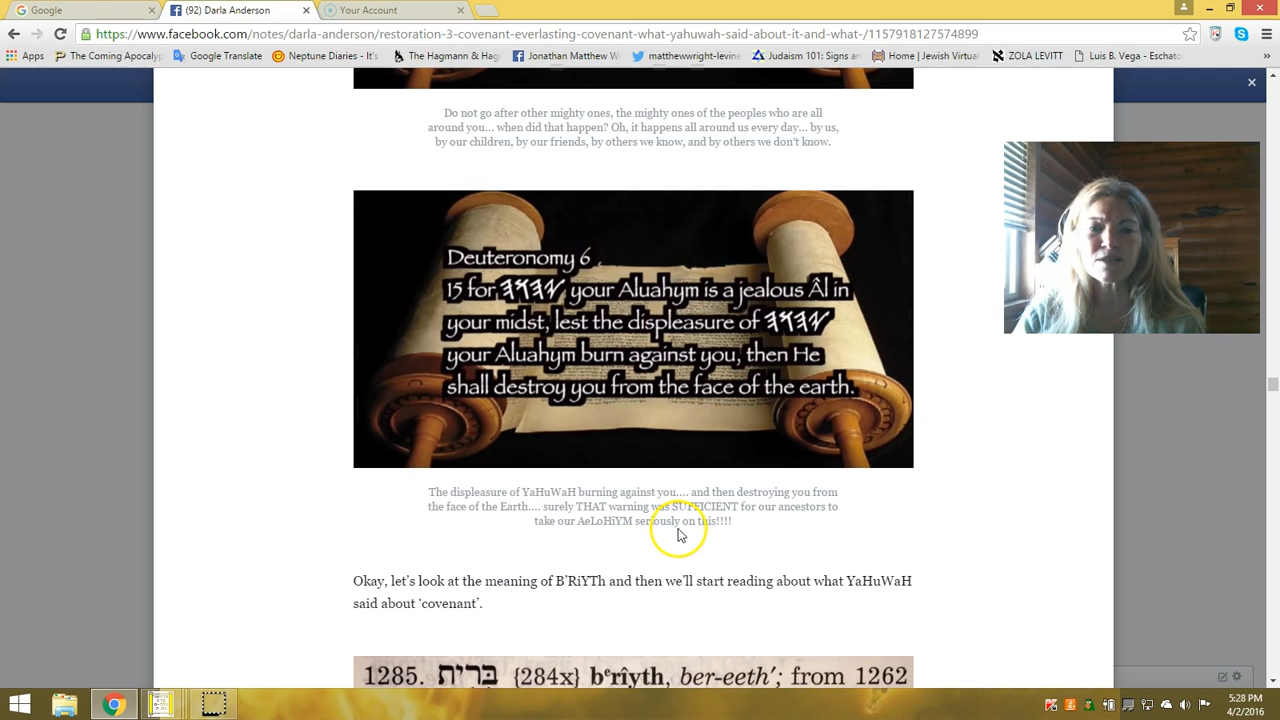 Google
(92) Darla Anderson
Your Account
https://www.facebook.com/notes/darla-anderson/restoration-3-covenant-everlasting-covenant-what-yahuwah-said-about-it-and-what-/1157918127574899
Apps
The Coming Apocalyp
Google Translate
Neptune Diaries - It's
The Hagmann & Hag
Jonathan Matthew W
matthewwright-levine
Judaism 101: Signs an
Home | Jewish Virtual
ZOLA LEVITT
Luis B. Vega - Eschato
Do not go after other mighty ones, the mighty ones of the peoples who are all
around you... when did that happen? Oh, it happens all around us every day... by us,
by our children, by our friends, by others we know, and by others we don't know.
Deuteronomy 6
15 for 𐤉𐤄𐤅𐤄 your Aluahym is a jealous Âl in
your midst, lest the displeasure of 𐤉𐤄𐤅𐤄
your Aluahym burn against you, then He
shall destroy you from the face of the earth.
The displeasure of YaHuWaH burning against you.... and then destroying you from
the face of the Earth.... surely THAT warning was SUFFICIENT for our ancestors to
take our AeLoHiYM seriously on this!!!!
Okay, let's look at the meaning of B'RiYTh and then we'll start reading about what YaHuWaH
said about 'covenant'.
1285. בְּרִית {284x} bᵉrîyth, ber-eeth'; from 1262
5:28 PM
4/2/2016